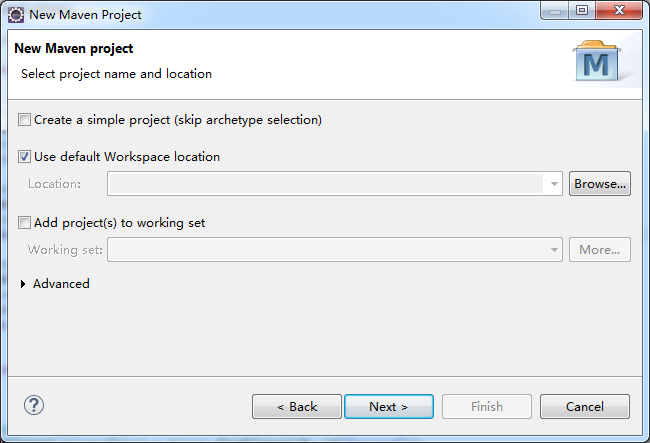 New Maven Project
New Maven project
Select project name and location
M
Create a simple project (skip archetype selection)
Use default Workspace location
Location:
Browse...
Add project(s) to working set
Working set:
More...
Advanced
?
< Back
Next >
Finish
Cancel